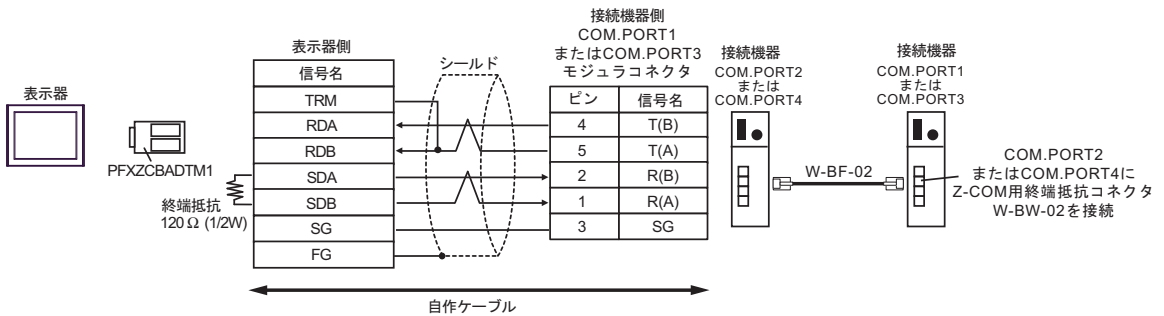 表示器
PFXZCBADTM1
終端抵抗
120Ω (1/2W)
表示器側
信号名
TRM
RDA
RDB
SDA
SDB
SG
FG
シールド
接続機器側
COM.PORT1
またはCOM.PORT3
モジュラコネクタ
ピン 信号名
4 T(B)
5 T(A)
2 R(B)
1 R(A)
3 SG
自作ケーブル
接続機器
COM.PORT2
または
COM.PORT4
W-BF-02
接続機器
COM.PORT1
または
COM.PORT3
COM.PORT2
またはCOM.PORT4に
Z-COM用終端抵抗コネクタ
W-BW-02を接続